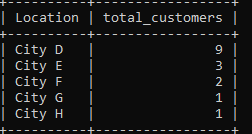 +----------+-----------------+
| Location | total_customers |
+----------+-----------------+
| City D   |               9 |
| City E   |               3 |
| City F   |               2 |
| City G   |               1 |
| City H   |               1 |
+----------+-----------------+